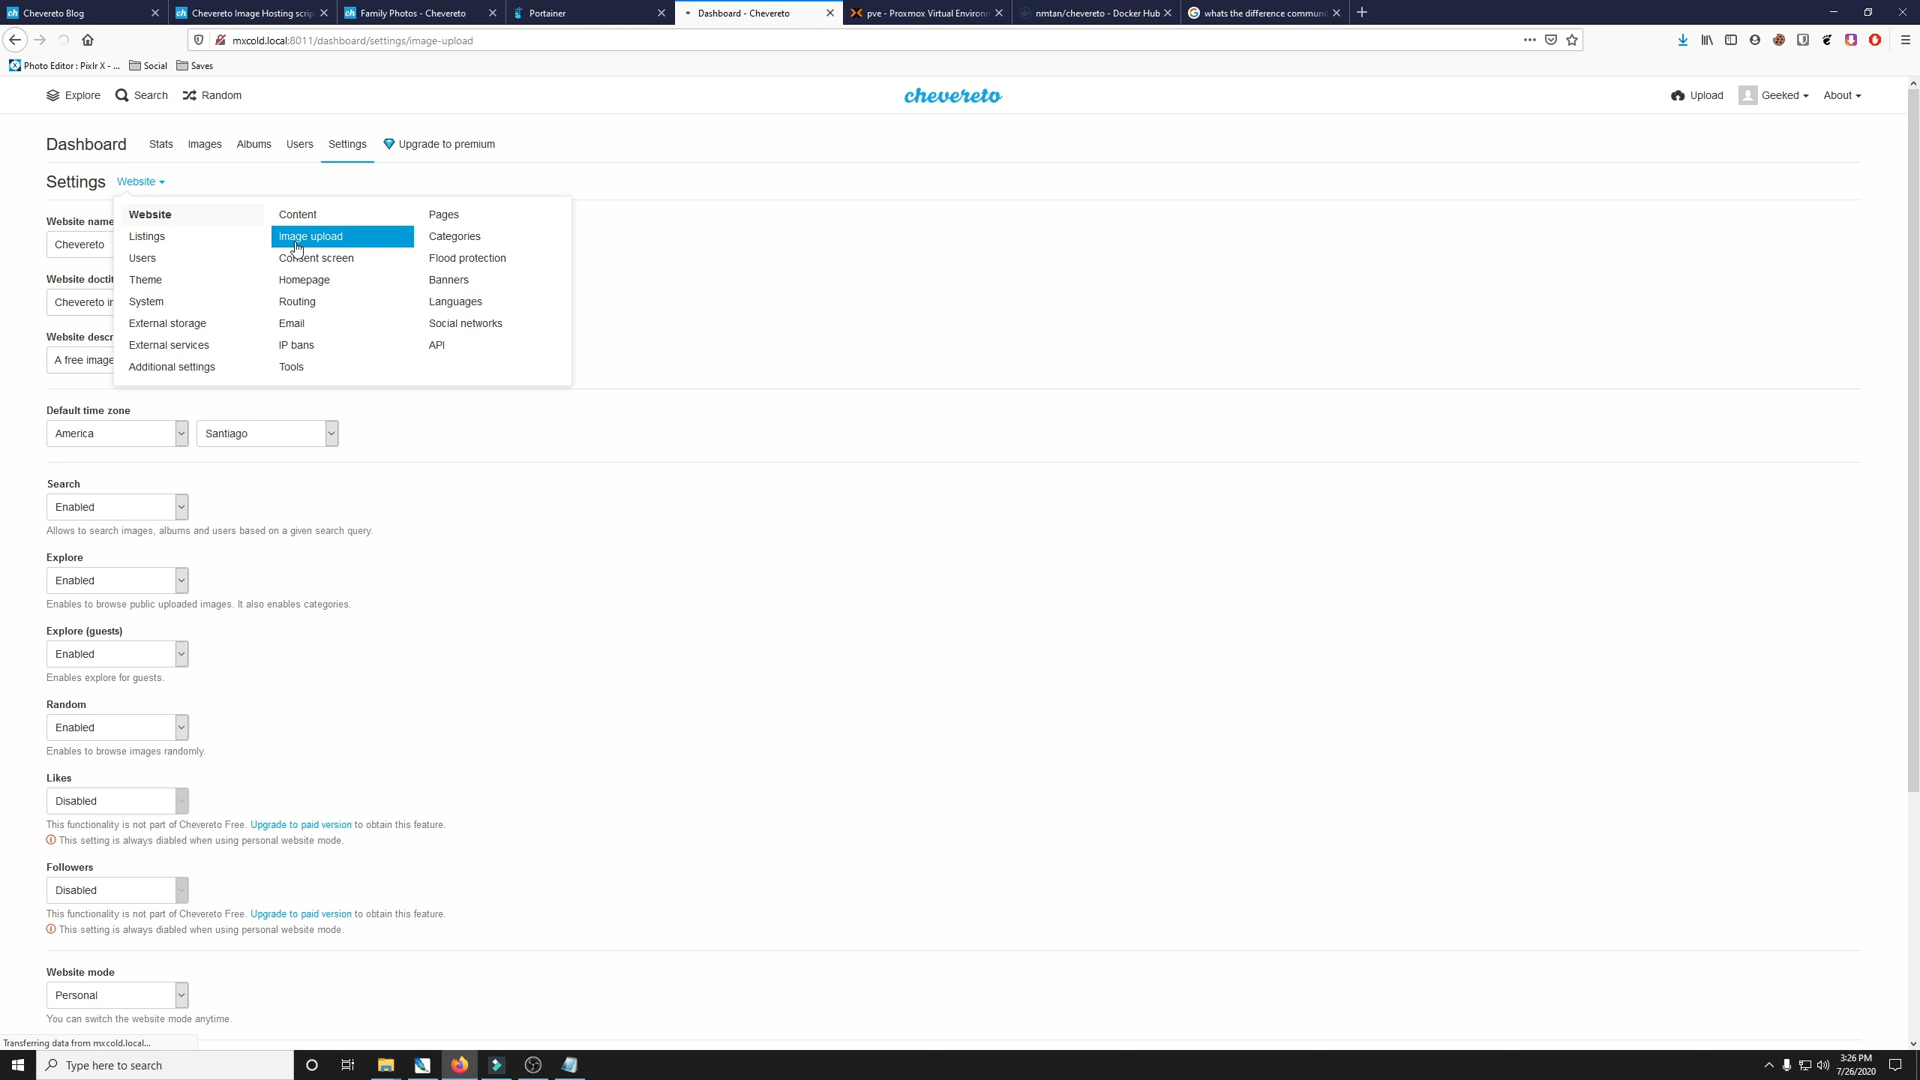 Chevereto Blog
Chevereto Image Hosting scrip
Family Photos - Chevereto
Portainer
Dashboard - Chevereto
pve - Proxmox Virtual Environm
nmtan/chevereto - Docker Hub
whats the difference communi
mxcold.local:8011/dashboard/settings/image-upload
Photo Editor : Pixlr X - ...
Social
Saves
Explore
Search
Random
chevereto
Upload
Geeked
About
Dashboard
Stats
Images
Albums
Users
Settings
Upgrade to premium
Settings
Website
Website
Content
Pages
Listings
Image upload
Categories
Users
Consent screen
Flood protection
Theme
Homepage
Banners
System
Routing
Languages
External storage
Email
Social networks
External services
IP bans
API
Additional settings
Tools
Website name
Chevereto
Website doctit
Chevereto in
Website descr
A free image
Default time zone
America
Santiago
Search
Enabled
Allows to search images, albums and users based on a given search query.
Explore
Enabled
Enables to browse public uploaded images. It also enables categories.
Explore (guests)
Enabled
Enables explore for guests.
Random
Enabled
Enables to browse images randomly.
Likes
Disabled
This functionality is not part of Chevereto Free. Upgrade to paid version to obtain this feature.
This setting is always diabled when using personal website mode.
Followers
Disabled
This functionality is not part of Chevereto Free. Upgrade to paid version to obtain this feature.
This setting is always diabled when using personal website mode.
Website mode
Personal
You can switch the website mode anytime.
Transferring data from mxcold.local...
Type here to search
3:26 PM
7/26/2020